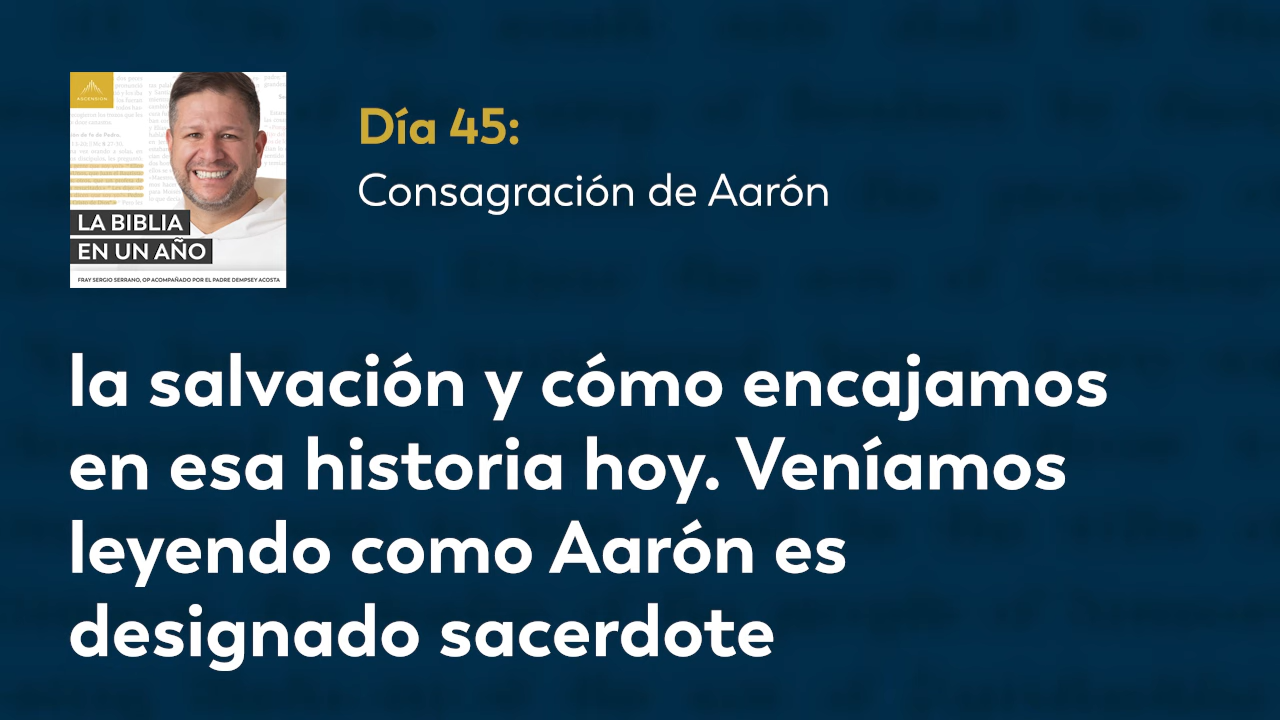 ASCENSION
LA BIBLIA
EN UN AÑO
FRAY SERGIO SERRANO, OP ACOMPAÑADO POR EL PADRE DEMPSEY ACOSTA
Día 45:
Consagración de Aarón
la salvación y cómo encajamos
en esa historia hoy. Veníamos
leyendo como Aarón es
designado sacerdote